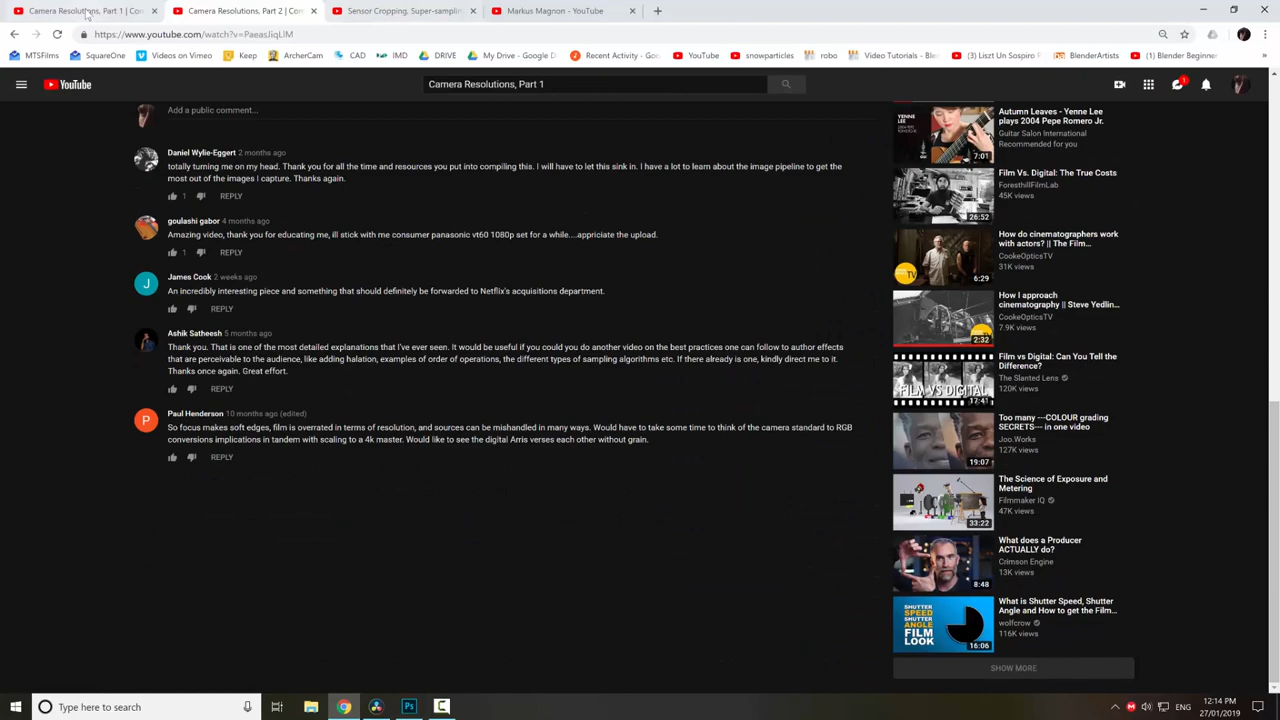 Camera Resolutions, Part 1 | Con
Camera Resolutions, Part 2 | Con
Sensor Cropping, Super-sampling
Markus Magnon - YouTube
https://www.youtube.com/watch?v=PaeasJiqLlM
MTSFilms
SquareOne
Videos on Vimeo
Keep
ArcherCam
CAD
IMD
DRIVE
My Drive - Google D
Recent Activity - Goo
YouTube
snowparticles
robo
Video Tutorials - Ble
(3) Liszt Un Sospiro
BlenderArtists
(1) Blender Beginner
YouTube
Camera Resolutions, Part 1
1
Add a public comment...
Daniel Wylie-Eggert 2 months ago
totally turning me on my head. Thank you for all the time and resources you put into compiling this. I will have to let this sink in. I have a lot to learn about the image pipeline to get the
most out of the images I capture. Thanks again.
1 REPLY
goulashi gabor 4 months ago
Amazing video, thank you for educating me, ill stick with me consumer panasonic vt60 1080p set for a while....appriciate the upload.
1 REPLY
J
James Cook 2 weeks ago
An incredibly interesting piece and something that should definitely be forwarded to Netflix's acquisitions department.
REPLY
Ashik Satheesh 5 months ago
Thank you. That is one of the most detailed explanations that I've ever seen. It would be useful if you could you do another video on the best practices one can follow to author effects
that are perceivable to the audience, like adding halation, examples of order of operations, the different types of sampling algorithms etc. If there already is one, kindly direct me to it.
Thanks once again. Great effort.
REPLY
P
Paul Henderson 10 months ago (edited)
So focus makes soft edges, film is overrated in terms of resolution, and sources can be mishandled in many ways. Would have to take some time to think of the camera standard to RGB
conversions implications in tandem with scaling to a 4k master. Would like to see the digital Arris verses each other without grain.
REPLY
YENNE
LEE
7:01
Autumn Leaves - Yenne Lee
plays 2004 Pepe Romero Jr.
Guitar Salon International
Recommended for you
26:52
Film Vs. Digital: The True Costs
ForesthillFilmLab
45K views
6:29
How do cinematographers work
with actors? || The Film...
CookeOpticsTV
31K views
2:32
How I approach
cinematography || Steve Yedlin...
CookeOpticsTV
7.9K views
FILM VS DIGITAL
17:41
Film vs Digital: Can You Tell the
Difference?
The Slanted Lens
120K views
19:07
Too many ---COLOUR grading
SECRETS--- in one video
Joo.Works
127K views
33:22
The Science of Exposure and
Metering
Filmmaker IQ
47K views
8:48
What does a Producer
ACTUALLY do?
Crimson Engine
13K views
SHUTTER
SPEED
SHUTTER
ANGLE
FILM
LOOK
16:06
What is Shutter Speed, Shutter
Angle and How to get the Film...
wolfcrow
116K views
SHOW MORE
Type here to search
Ps
ENG
12:14 PM
27/01/2019